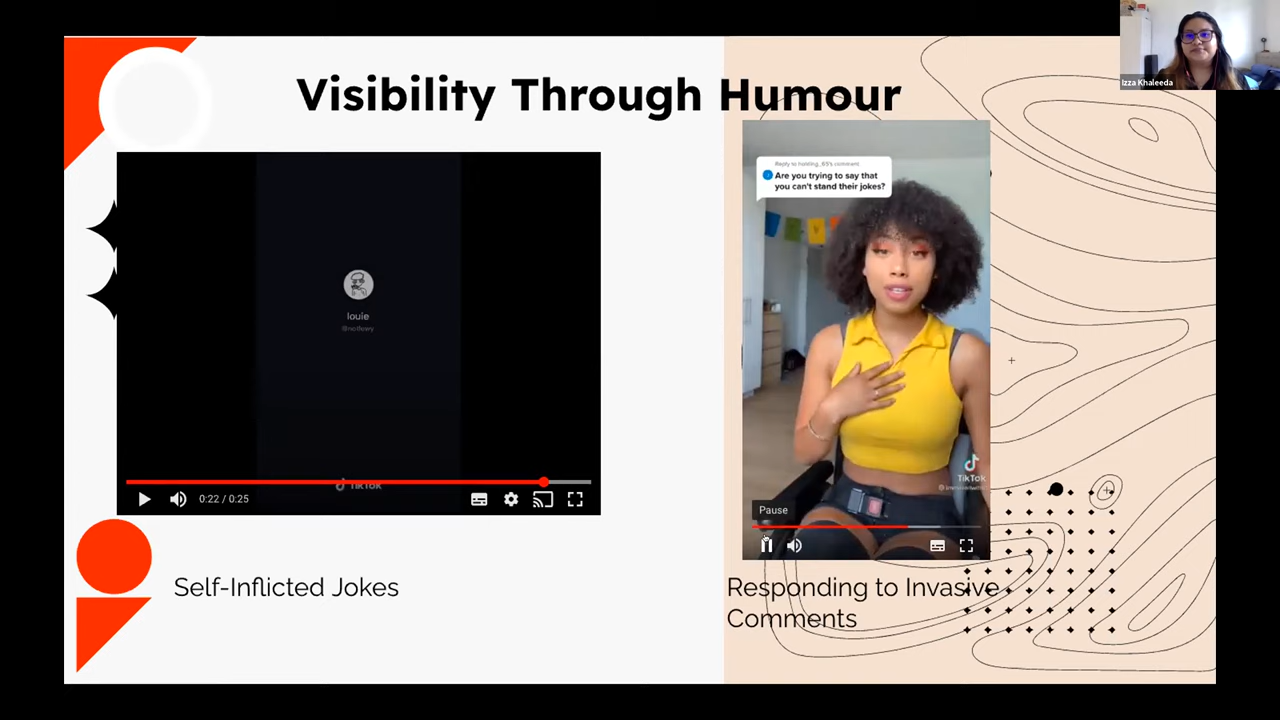 Visibility Through Humour
Izza Khaleeda
louie
TikTok
0:22 / 0:25
Self-Inflicted Jokes
Are you trying to say that
you can't stand their jokes?
TikTok
Pause
Responding to Invasive
Comments